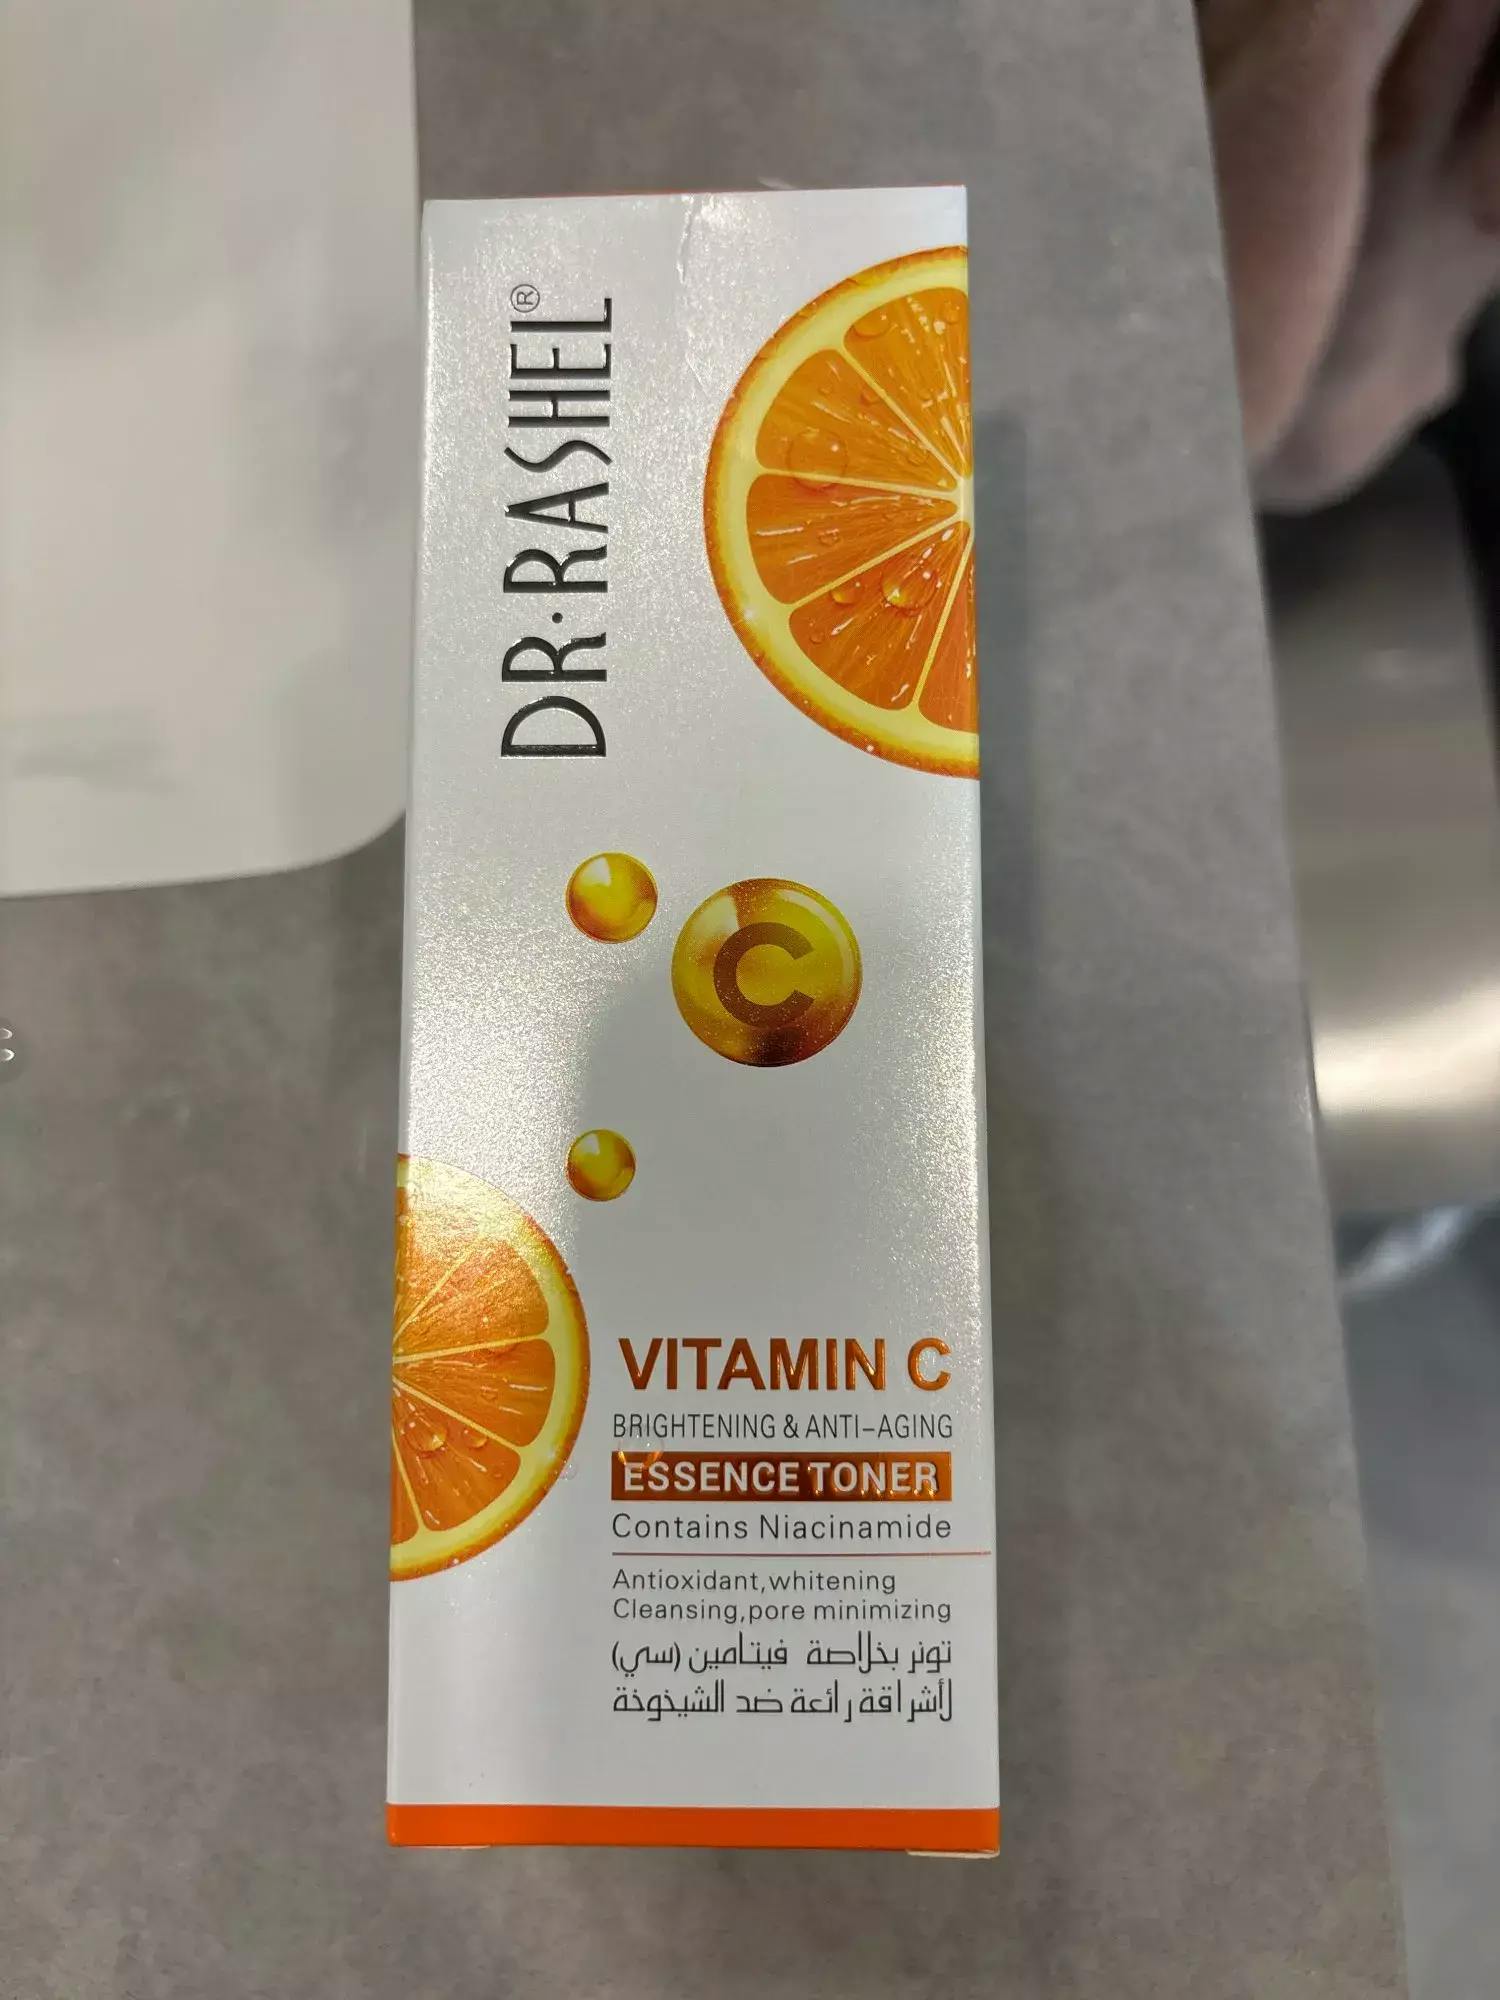 DR·RASHEL®
C
VITAMIN C
BRIGHTENING & ANTI-AGING
ESSENCE TONER
Contains Niacinamide
Antioxidant,whitening
Cleansing,pore minimizing
تونر بخلاصة فيتامين (سي)
لأشراقة رائعة ضد الشيخوخة